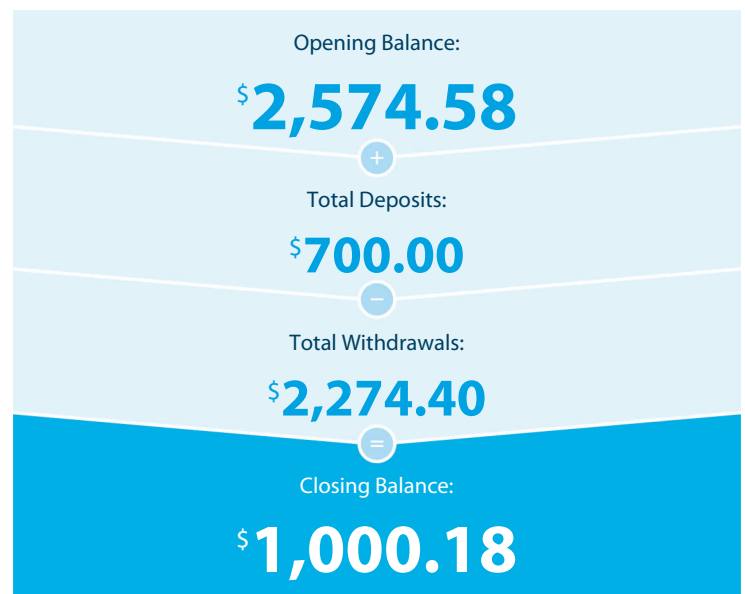 Opening Balance:
$2,574.58
+
Total Deposits:
$700.00
−
Total Withdrawals:
$2,274.40
=
Closing Balance:
$1,000.18